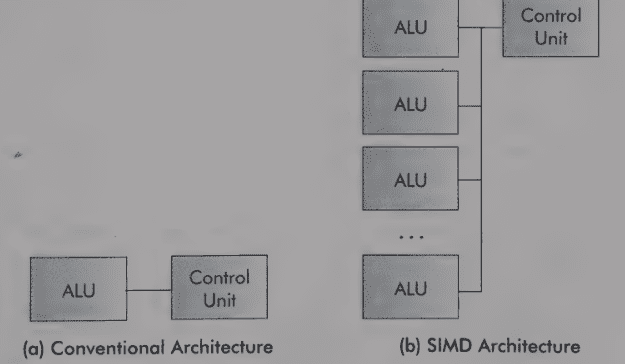 ALU
Control
Unit
ALU
ALU
...
ALU
ALU
Control
Unit
(a) Conventional Architecture
(b) SIMD Architecture